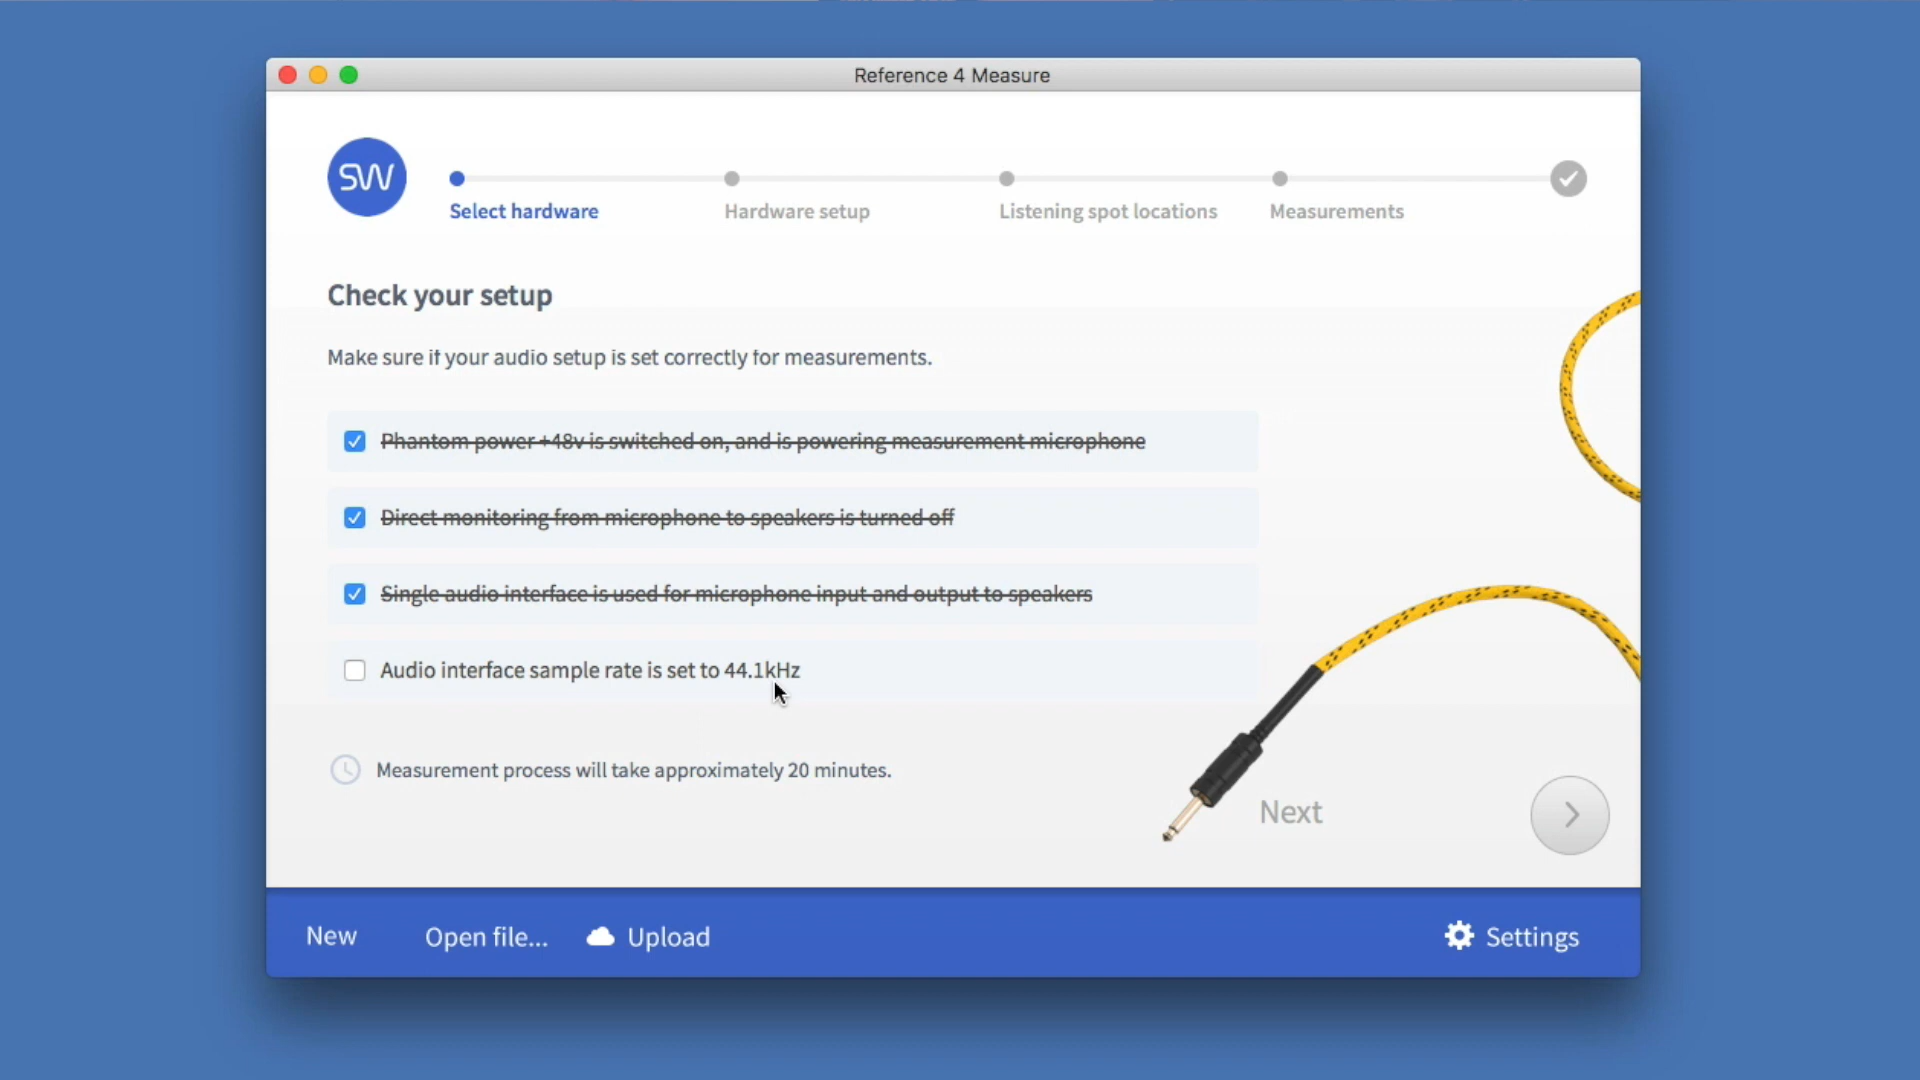 Reference 4 Measure
SW
Select hardware
Hardware setup
Listening spot locations
Measurements
Check your setup
Make sure if your audio setup is set correctly for measurements.
Phantom power +48v is switched on, and is powering measurement microphone
Direct monitoring from microphone to speakers is turned off
Single audio interface is used for microphone input and output to speakers
Audio interface sample rate is set to 44.1kHz
Measurement process will take approximately 20 minutes.
Next
New
Open file...
Upload
Settings